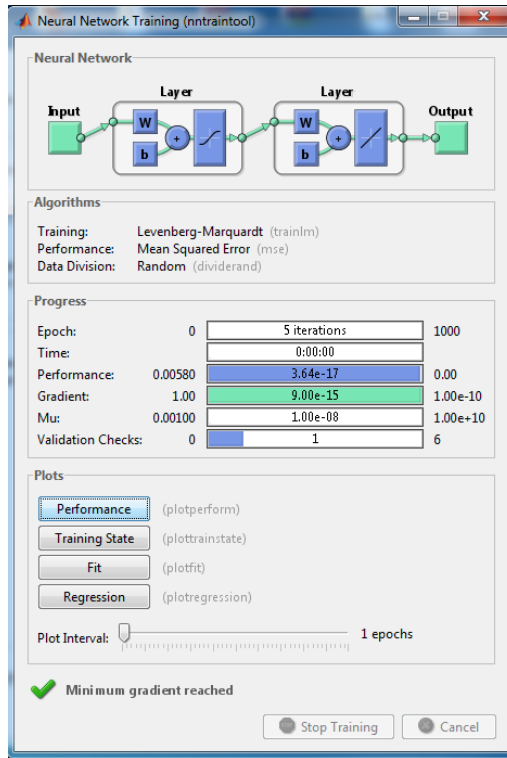 Neural Network Training (nntraintool)
Neural Network
Layer Layer
Input Output
W W
b b
Algorithms
Training: Levenberg-Marquardt (trainlm)
Performance: Mean Squared Error (mse)
Data Division: Random (dividerand)
Progress
Epoch: 0 5 iterations 1000
Time: 0:00:00
Performance: 0.00580 3.64e-17 0.00
Gradient: 1.00 9.00e-15 1.00e-10
Mu: 0.00100 1.00e-08 1.00e+10
Validation Checks: 0 1 6
Plots
Performance (plotperform)
Training State (plottrainstate)
Fit (plotfit)
Regression (plotregression)
Plot Interval: 1 epochs
Minimum gradient reached
Stop Training Cancel